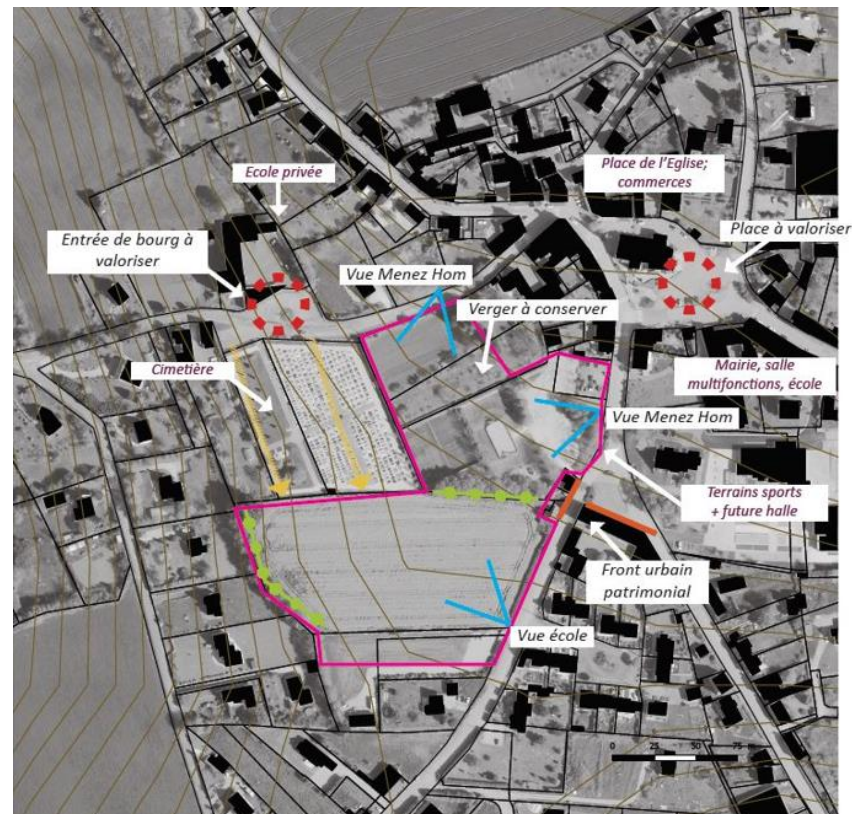 Place de l'Eglise;
commerces
Ecole privée
Place à valoriser
Entrée de bourg à
valoriser
Vue Menez Hom
Verger à conserver
Cimetière
Mairie, salle
multifonctions, école
Vue Menez Hom
Terrains sports
+ future halle
Front urbain
patrimonial
Vue école
0 25 50 75 m